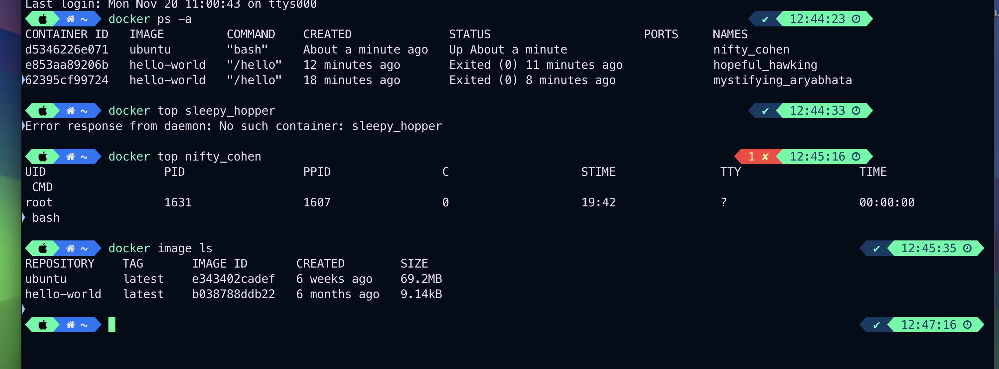 Last login: Mon Nov 20 11:00:43 on ttys000
~ docker ps -a ✔ 12:44:23
CONTAINER ID IMAGE COMMAND CREATED STATUS PORTS NAMES
d5346226e071 ubuntu "bash" About a minute ago Up About a minute nifty_cohen
e853aa89206b hello-world "/hello" 12 minutes ago Exited (0) 11 minutes ago hopeful_hawking
62395cf99724 hello-world "/hello" 18 minutes ago Exited (0) 8 minutes ago mystifying_aryabhata
~ docker top sleepy_hopper ✔ 12:44:33
Error response from daemon: No such container: sleepy_hopper
~ docker top nifty_cohen 1 ✘ 12:45:16
UID PID PPID C STIME TTY TIME
CMD
root 1631 1607 0 19:42 ? 00:00:00
bash
~ docker image ls ✔ 12:45:35
REPOSITORY TAG IMAGE ID CREATED SIZE
ubuntu latest e343402cadef 6 weeks ago 69.2MB
hello-world latest b038788ddb22 6 months ago 9.14kB
~ ✔ 12:47:16